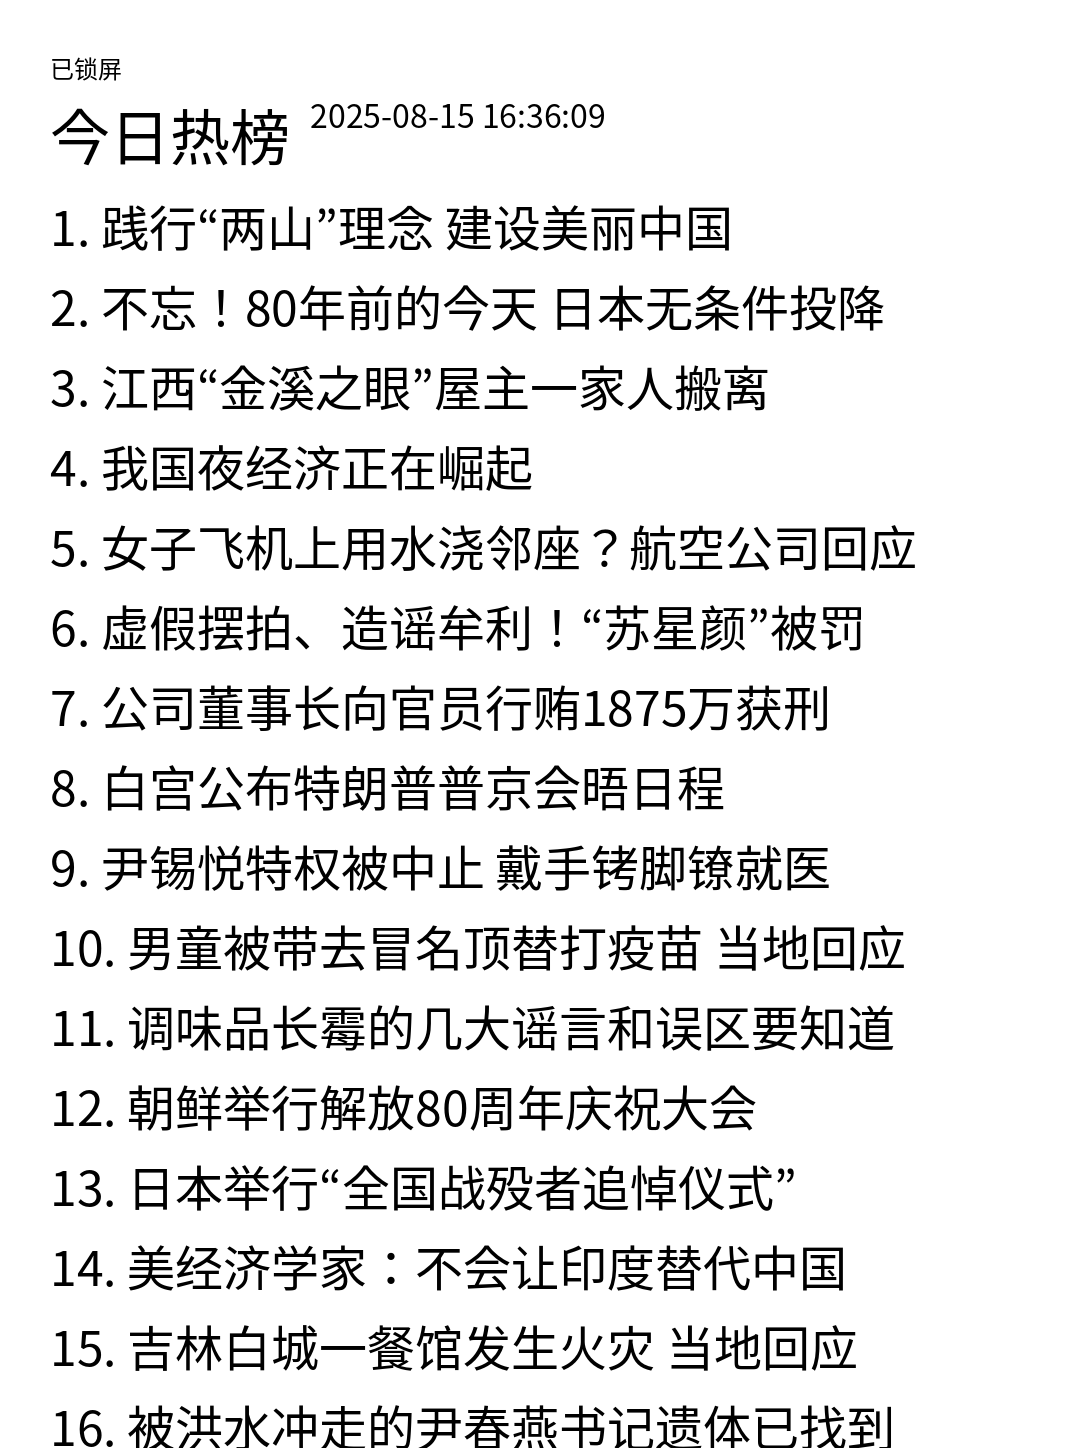 已锁屏
今日热榜 2025-08-15 16:36:09
1. 践行“两山”理念 建设美丽中国
2. 不忘！80年前的今天 日本无条件投降
3. 江西“金溪之眼”屋主一家人搬离
4. 我国夜经济正在崛起
5. 女子飞机上用水浇邻座？航空公司回应
6. 虚假摆拍、造谣牟利！“苏星颜”被罚
7. 公司董事长向官员行贿1875万获刑
8. 白宫公布特朗普普京会晤日程
9. 尹锡悦特权被中止 戴手铐脚镣就医
10. 男童被带去冒名顶替打疫苗 当地回应
11. 调味品长霉的几大谣言和误区要知道
12. 朝鲜举行解放80周年庆祝大会
13. 日本举行“全国战殁者追悼仪式”
14. 美经济学家：不会让印度替代中国
15. 吉林白城一餐馆发生火灾 当地回应
16. 被洪水冲走的尹春燕书记遗体已找到